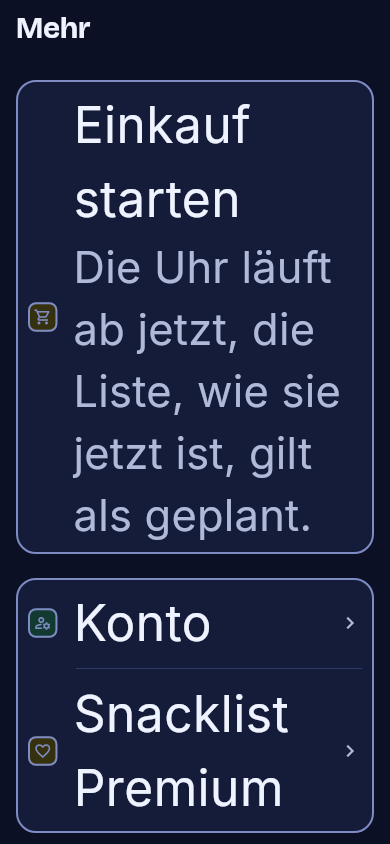 Mehr
Einkauf
starten
Die Uhr läuft
ab jetzt, die
Liste, wie sie
jetzt ist, gilt
als geplant.
Konto
Snacklist
Premium